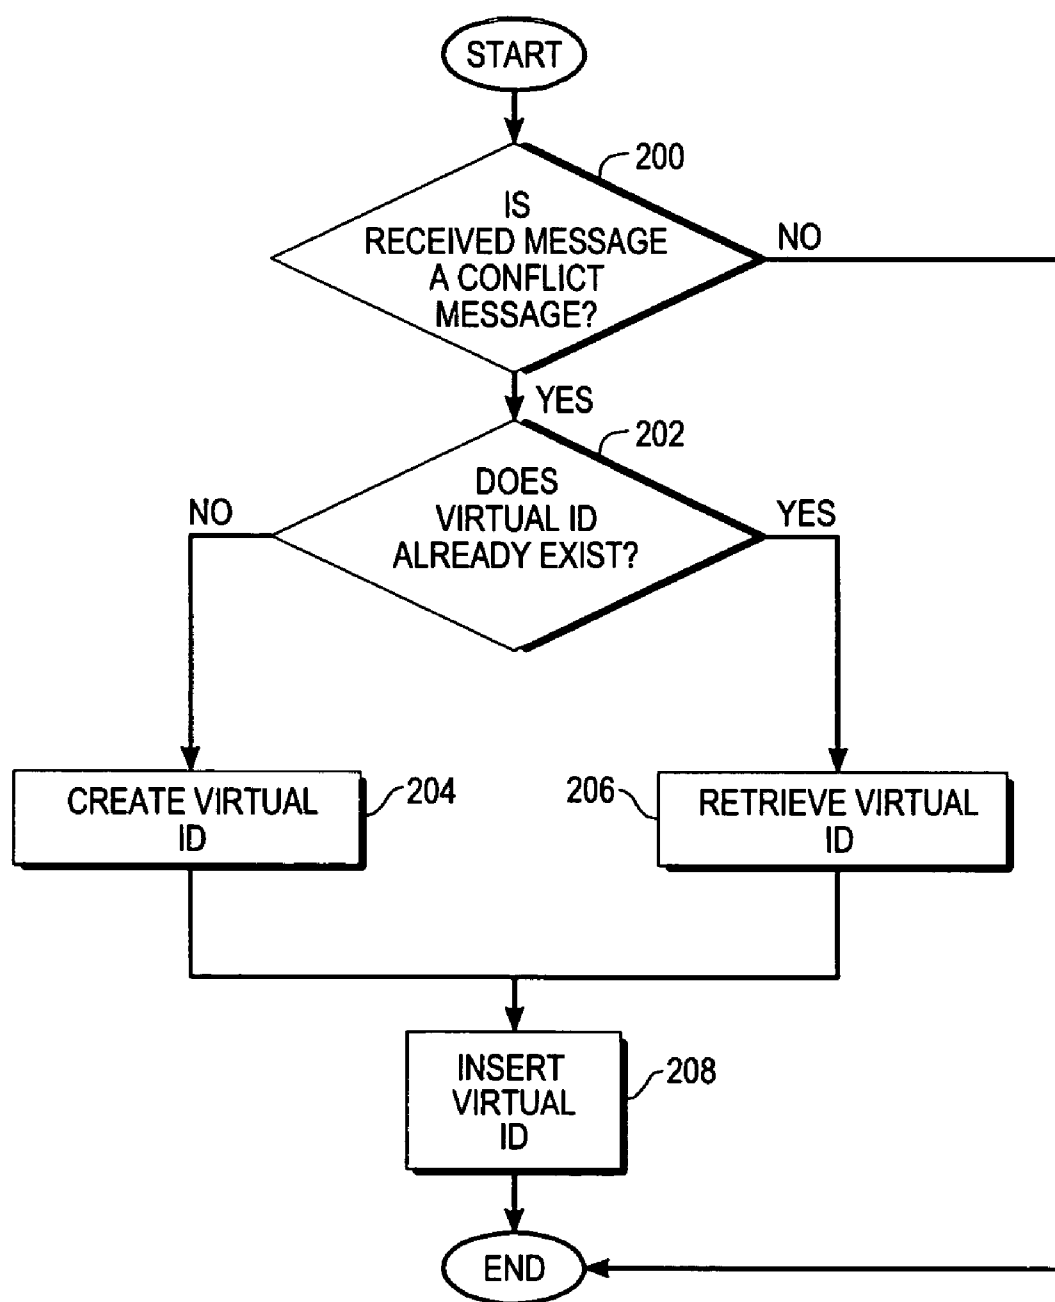 START
200
IS
RECEIVED MESSAGE
A CONFLICT
MESSAGE?
NO
YES
202
DOES
VIRTUAL ID
ALREADY EXIST?
NO
YES
CREATE VIRTUAL
ID
204
206
RETRIEVE VIRTUAL
ID
INSERT
VIRTUAL
ID
208
END